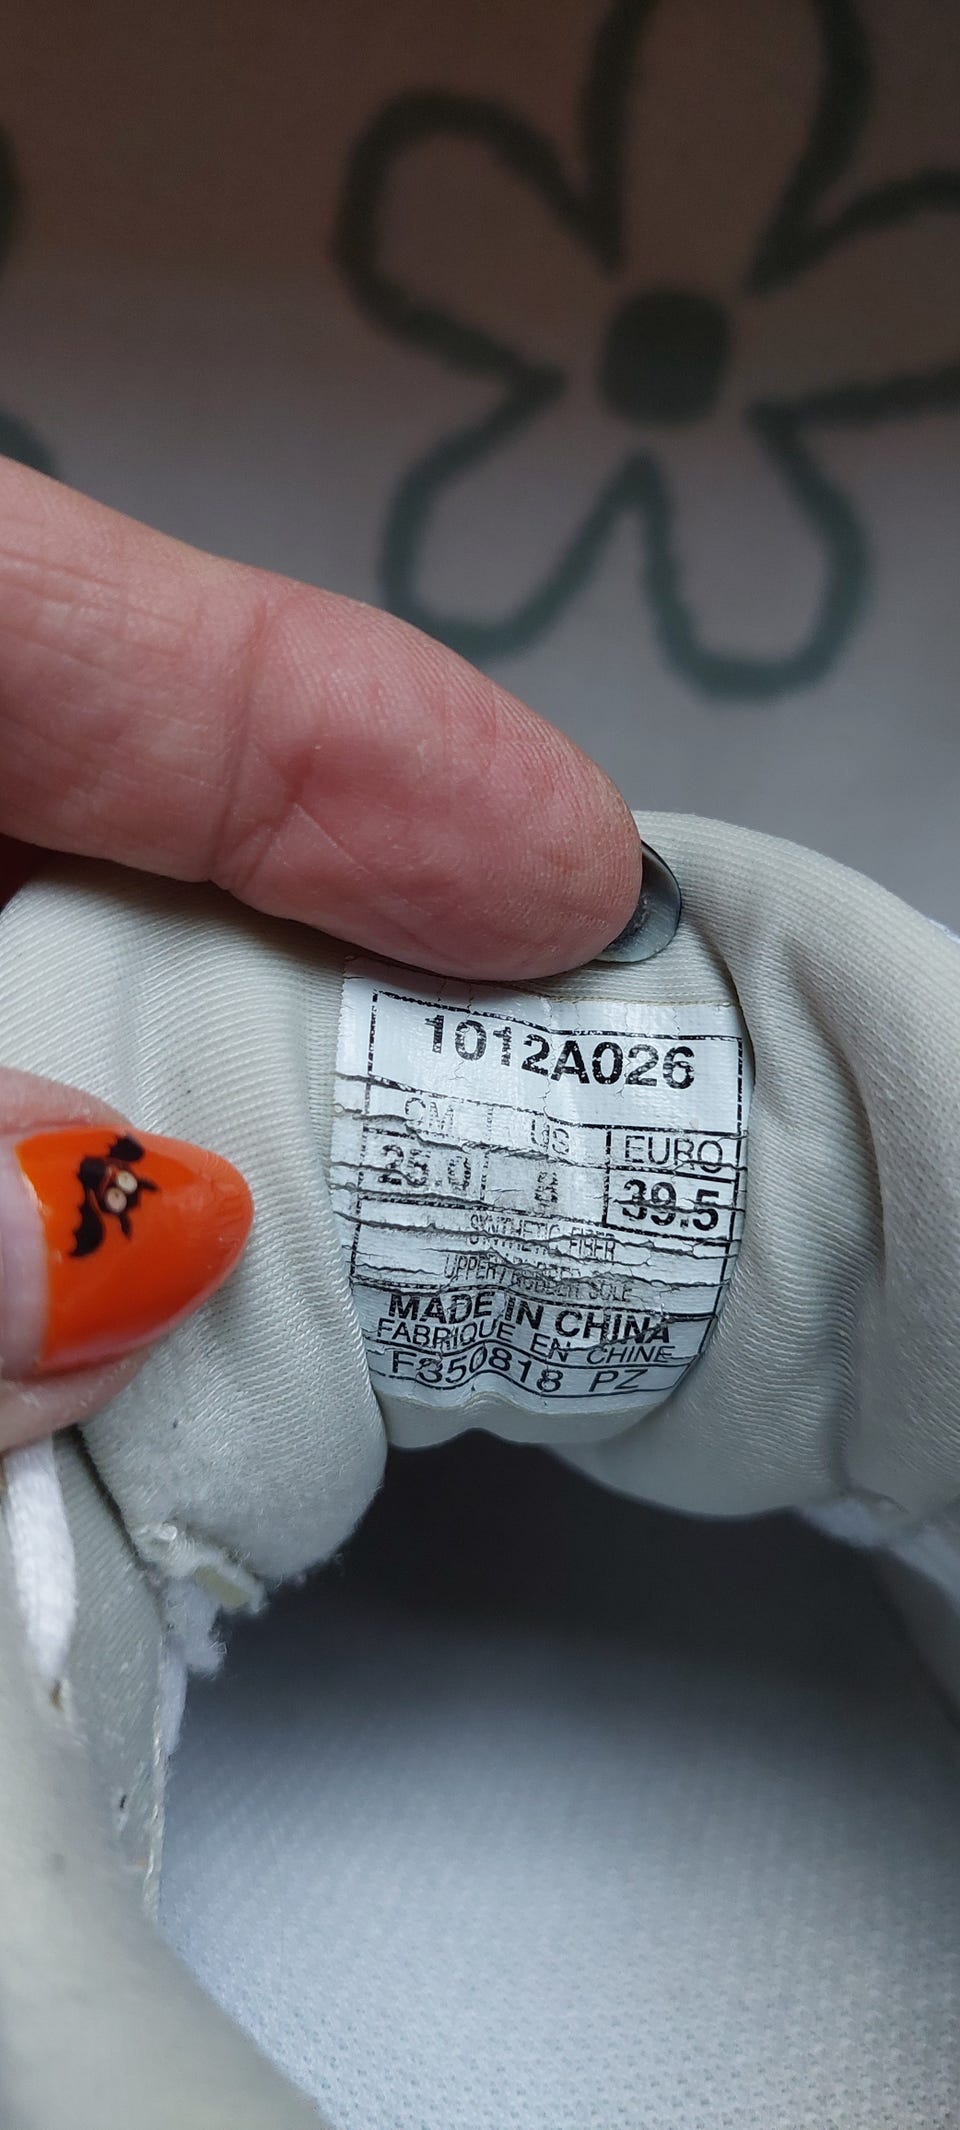 1012A026
CM US EURO
25.0 8 39.5
SYNTHETIC FIBER
UPPER/RUBBER SOLE
MADE IN CHINA
FABRIQUE EN CHINE
F350818 PZ